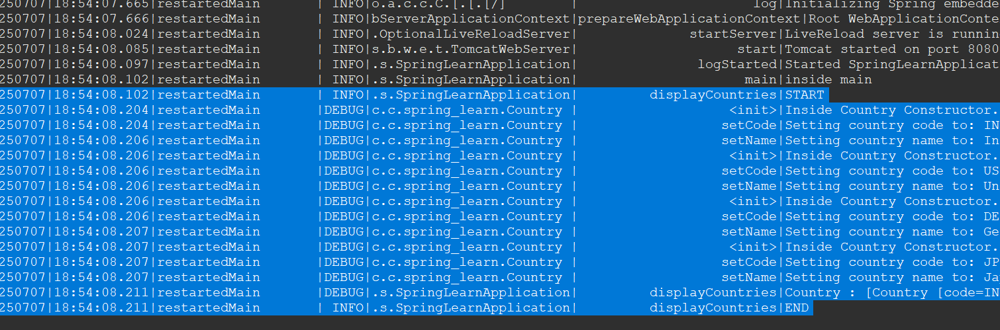 250707|18:54:07.665|restartedMain | INFO|o.a.c.c.C.[.[.[/] | log|Initializing Spring embedde
250707|18:54:07.666|restartedMain | INFO|bServerApplicationContext|prepareWebApplicationContext|Root WebApplicationConte
250707|18:54:08.024|restartedMain | INFO|.OptionalLiveReloadServer| startServer|LiveReload server is runnin
250707|18:54:08.085|restartedMain | INFO|s.b.w.e.t.TomcatWebServer| start|Tomcat started on port 8080
250707|18:54:08.097|restartedMain | INFO|.s.SpringLearnApplication| logStarted|Started SpringLearnApplicat
250707|18:54:08.102|restartedMain | INFO|.s.SpringLearnApplication| main|inside main
250707|18:54:08.102|restartedMain | INFO|.s.SpringLearnApplication| displayCountries|START
250707|18:54:08.204|restartedMain |DEBUG|c.c.spring_learn.Country | <init>|Inside Country Constructor.
250707|18:54:08.204|restartedMain |DEBUG|c.c.spring_learn.Country | setCode|Setting country code to: IN
250707|18:54:08.206|restartedMain |DEBUG|c.c.spring_learn.Country | setName|Setting country name to: In
250707|18:54:08.206|restartedMain |DEBUG|c.c.spring_learn.Country | <init>|Inside Country Constructor.
250707|18:54:08.206|restartedMain |DEBUG|c.c.spring_learn.Country | setCode|Setting country code to: US
250707|18:54:08.206|restartedMain |DEBUG|c.c.spring_learn.Country | setName|Setting country name to: Un
250707|18:54:08.206|restartedMain |DEBUG|c.c.spring_learn.Country | <init>|Inside Country Constructor.
250707|18:54:08.206|restartedMain |DEBUG|c.c.spring_learn.Country | setCode|Setting country code to: DE
250707|18:54:08.207|restartedMain |DEBUG|c.c.spring_learn.Country | setName|Setting country name to: Ge
250707|18:54:08.207|restartedMain |DEBUG|c.c.spring_learn.Country | <init>|Inside Country Constructor.
250707|18:54:08.207|restartedMain |DEBUG|c.c.spring_learn.Country | setCode|Setting country code to: JP
250707|18:54:08.207|restartedMain |DEBUG|c.c.spring_learn.Country | setName|Setting country name to: Ja
250707|18:54:08.211|restartedMain |DEBUG|.s.SpringLearnApplication| displayCountries|Country : [Country [code=IN
250707|18:54:08.211|restartedMain | INFO|.s.SpringLearnApplication| displayCountries|END